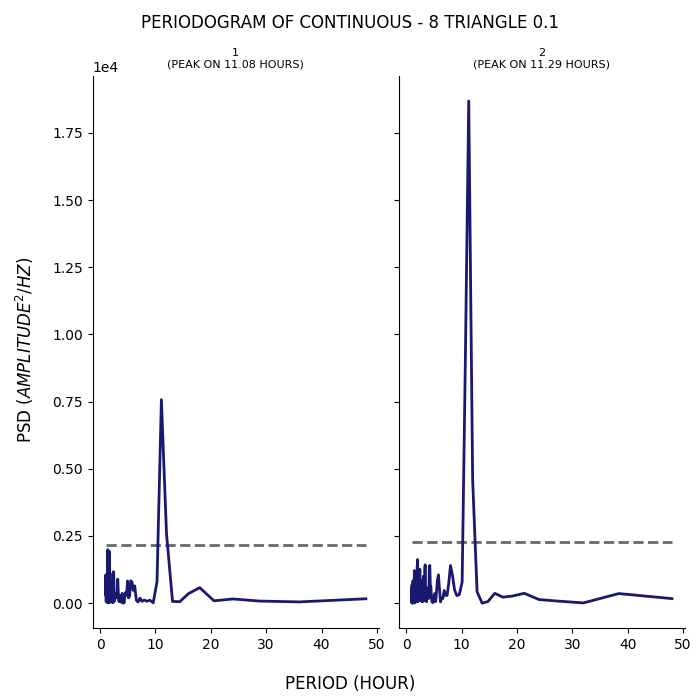 PERIODOGRAM OF CONTINUOUS - 8 TRIANGLE 0.1
1
(PEAK ON 11.08 HOURS)
2
(PEAK ON 11.29 HOURS)
1e4
1.75
1.50
1.25
1.00
0.75
0.50
0.25
0.00
PSD (AMPLITUDE²/HZ)
0 10 20 30 40 50
0 10 20 30 40 50
PERIOD (HOUR)